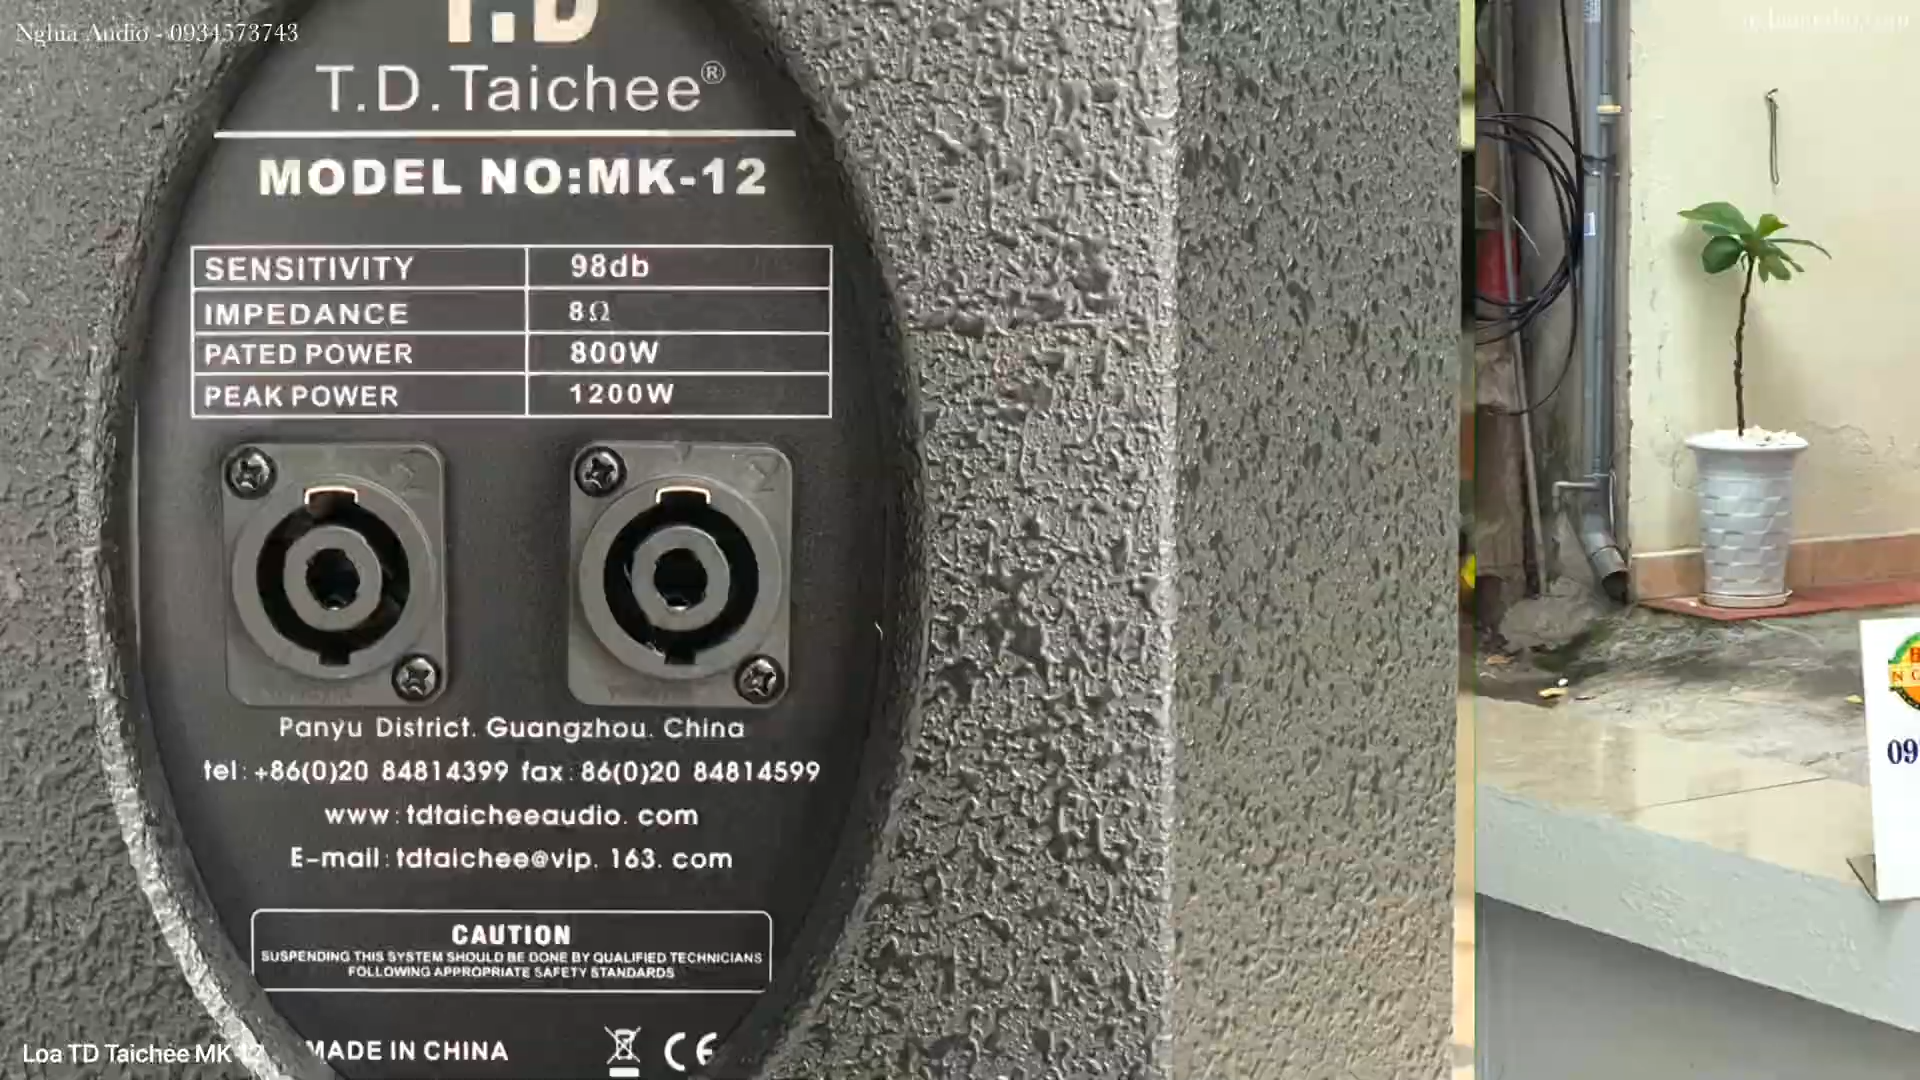 Nghia Audio - 0934573743
T.D
T.D.Taichee®
MODEL NO:MK-12
SENSITIVITY 98db
IMPEDANCE 8Ω
PATED POWER 800W
PEAK POWER 1200W
Panyu District. Guangzhou. China
tel: +86(0)20 84814399 fax: 86(0)20 84814599
www: tdtaicheeaudio. com
E-mail: tdtaichee@vip. 163. com
CAUTION
SUSPENDING THIS SYSTEM SHOULD BE DONE BY QUALIFIED TECHNICIANS
FOLLOWING APPROPRIATE SAFETY STANDARDS
MADE IN CHINA CE
Loa TD Taichee MK-12
09